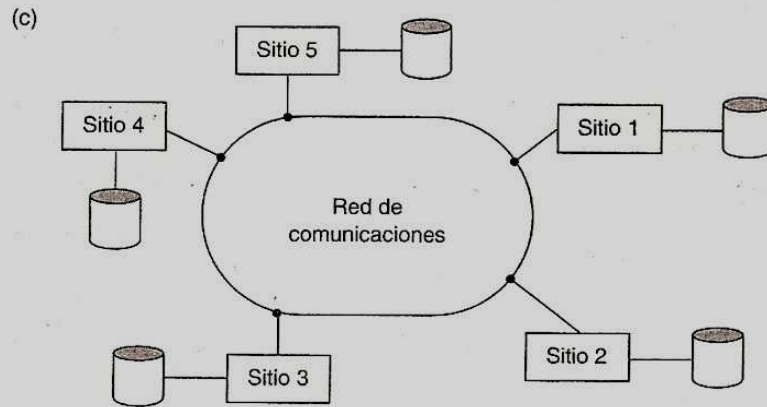 (c)
Sitio 5
Sitio 4
Sitio 1
Red de
comunicaciones
Sitio 2
Sitio 3